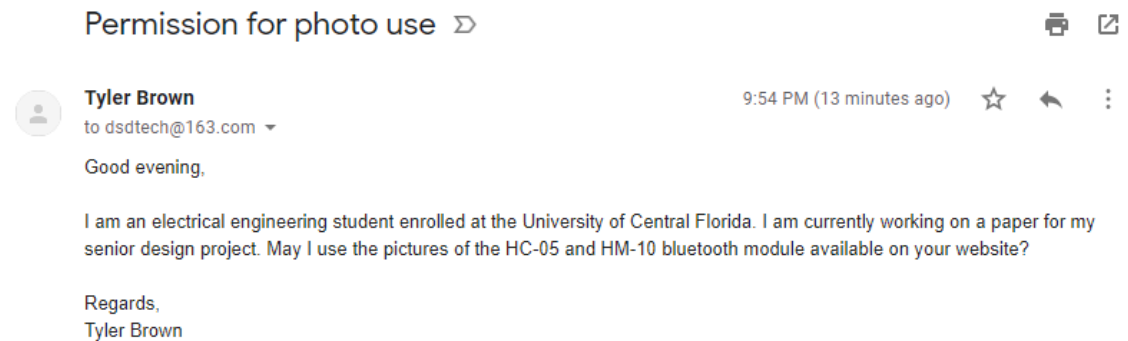 Permission for photo use
Tyler Brown
9:54 PM (13 minutes ago)
to dsdtech@163.com
Good evening,
I am an electrical engineering student enrolled at the University of Central Florida. I am currently working on a paper for my
senior design project. May I use the pictures of the HC-05 and HM-10 bluetooth module available on your website?
Regards,
Tyler Brown